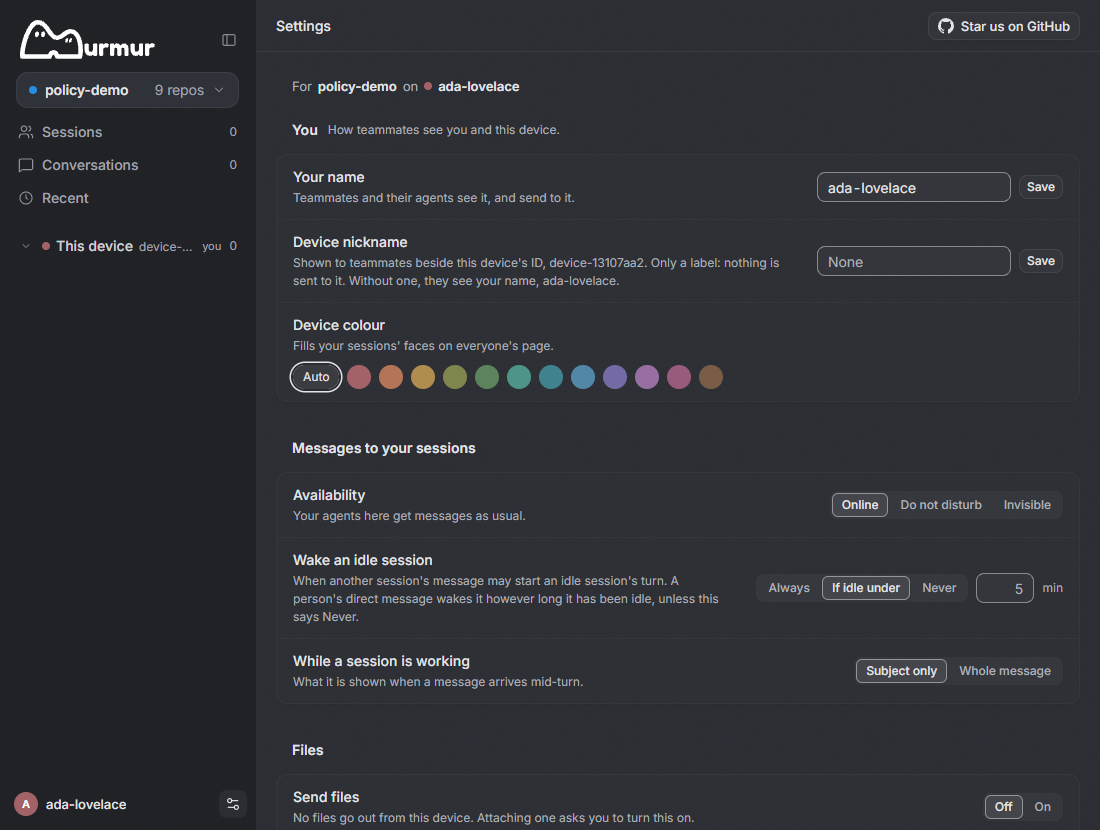 murmur
Settings
Star us on GitHub
policy-demo 9 repos
Sessions 0
Conversations 0
Recent
This device device-... you 0
For policy-demo on ada-lovelace
You How teammates see you and this device.
Your name
Teammates and their agents see it, and send to it.
ada-lovelace Save
Device nickname
Shown to teammates beside this device's ID, device-13107aa2. Only a label: nothing is
sent to it. Without one, they see your name, ada-lovelace.
None Save
Device colour
Fills your sessions' faces on everyone's page.
Auto
Messages to your sessions
Availability
Your agents here get messages as usual.
Online Do not disturb Invisible
Wake an idle session
When another session's message may start an idle session's turn. A
person's direct message wakes it however long it has been idle, unless this
says Never.
Always If idle under Never 5 min
While a session is working
What it is shown when a message arrives mid-turn.
Subject only Whole message
Files
Send files
No files go out from this device. Attaching one asks you to turn this on.
Off On
A ada-lovelace